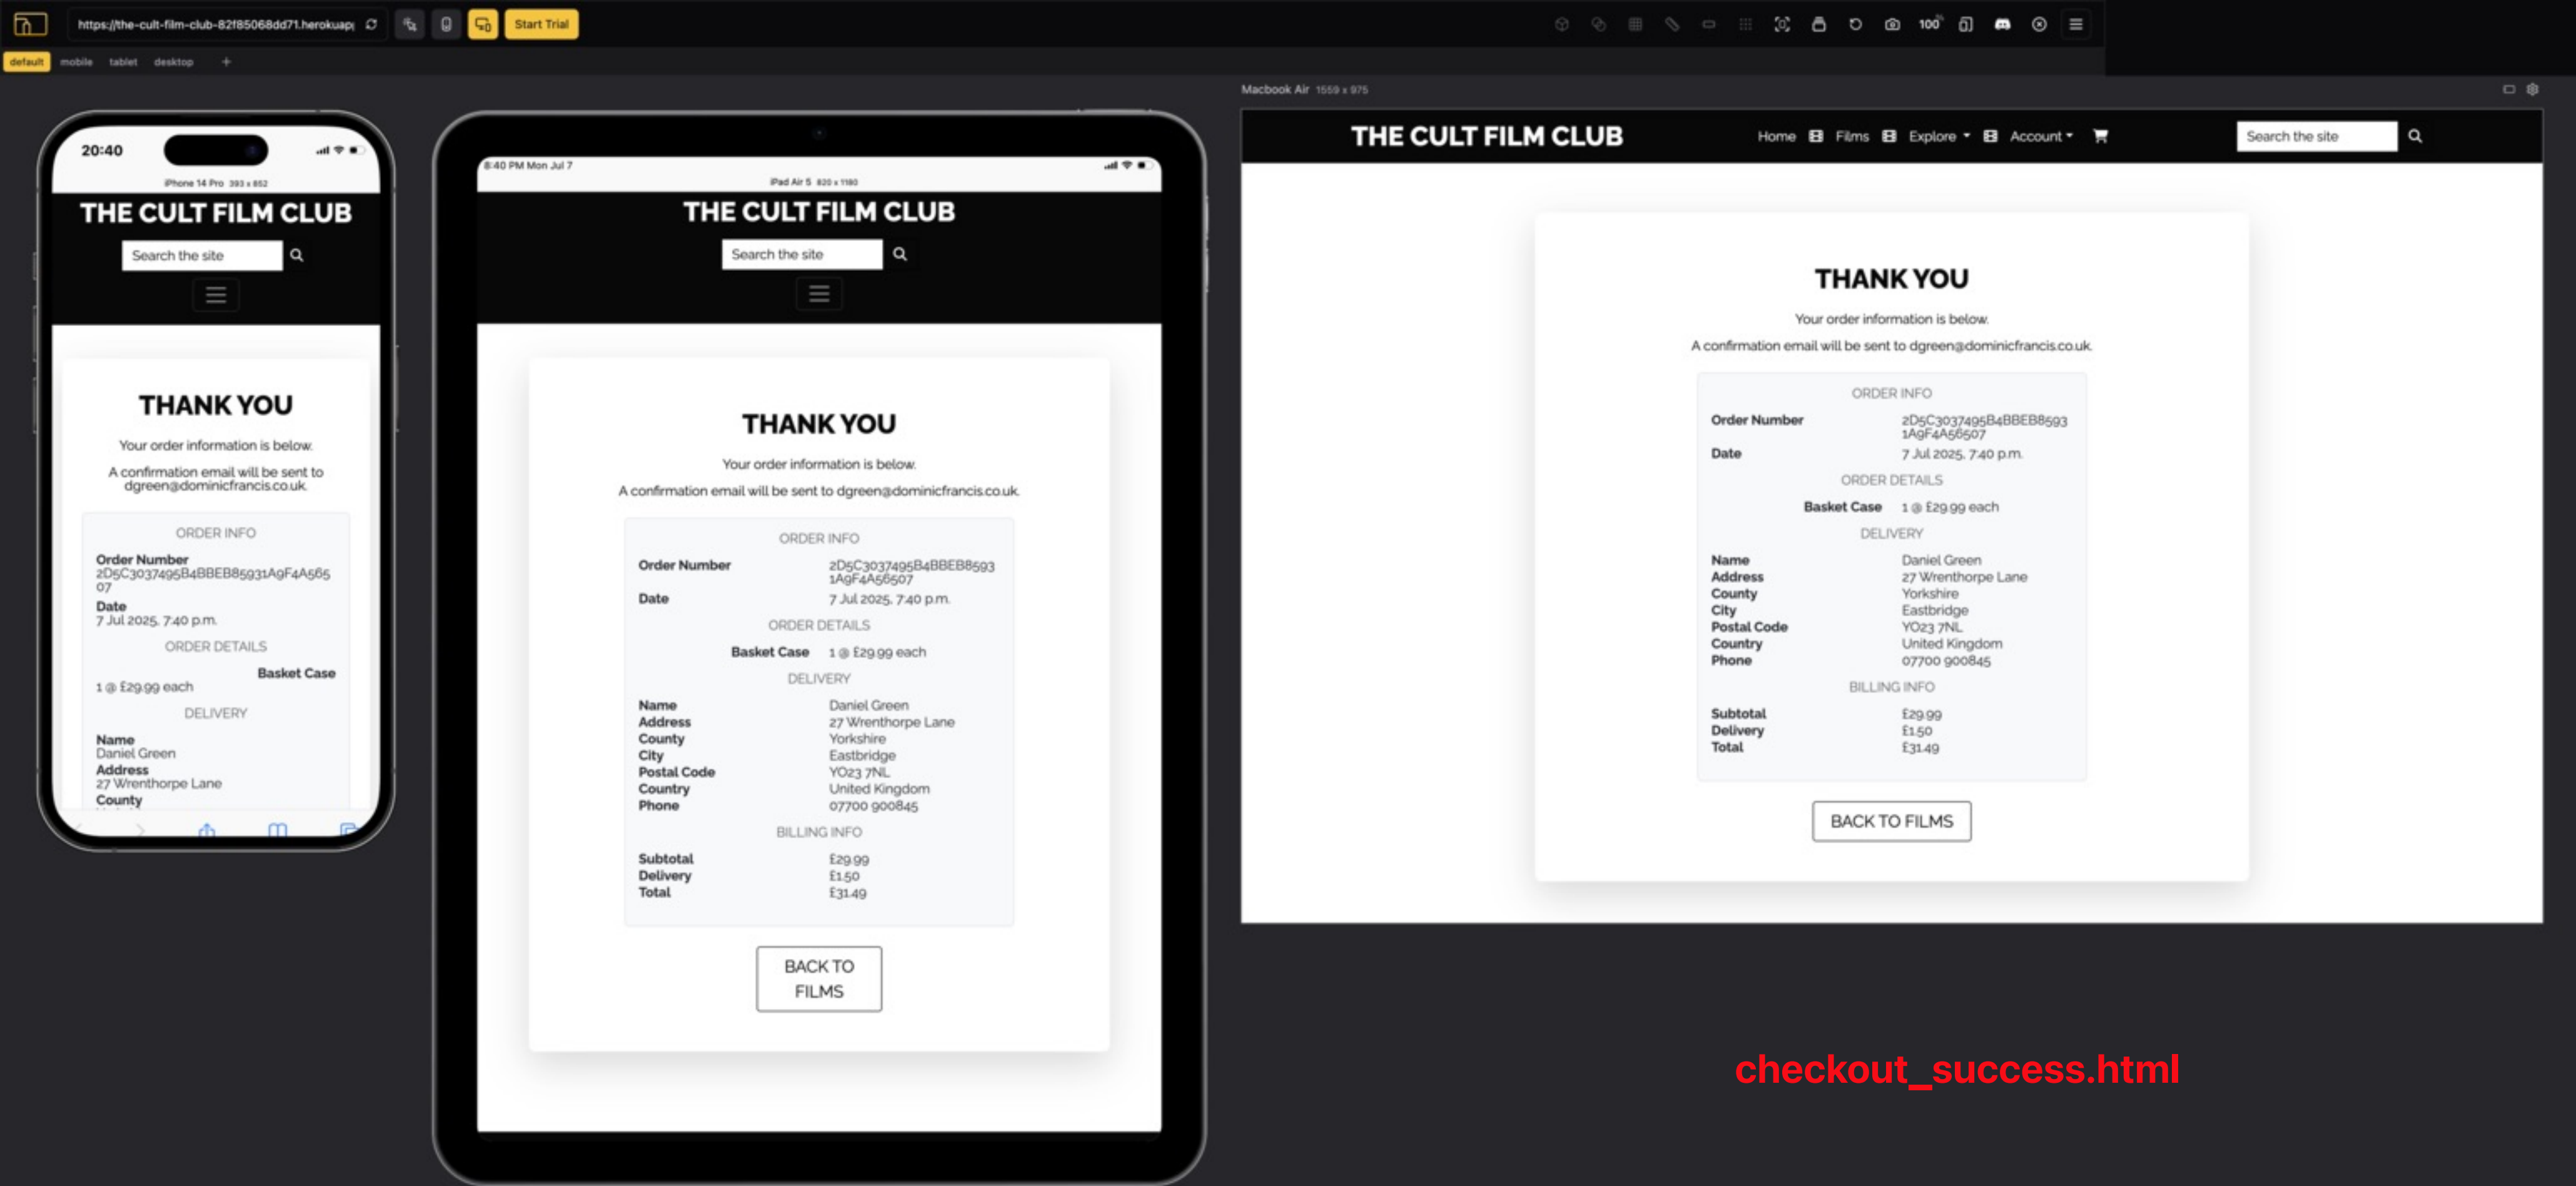 https://the-cult-film-club-82f85068dd71.herokuap
Start Trial
100%
default mobile tablet desktop +
20:40
iPhone 14 Pro 393 x 852
THE CULT FILM CLUB
Search the site
THANK YOU
Your order information is below.
A confirmation email will be sent to
dgreen@dominicfrancis.co.uk.
ORDER INFO
Order Number
2D5C3037495B4BBEB85931A9F4A565
07
Date
7 Jul 2025, 7:40 p.m.
ORDER DETAILS
Basket Case
1 @ £29.99 each
DELIVERY
Name
Daniel Green
Address
27 Wrenthorpe Lane
County
8:40 PM Mon Jul 7
iPad Air 5 820 x 1180
THE CULT FILM CLUB
Search the site
THANK YOU
Your order information is below.
A confirmation email will be sent to dgreen@dominicfrancis.co.uk.
ORDER INFO
Order Number 2D5C3037495B4BBEB8593
1A9F4A56507
Date 7 Jul 2025, 7:40 p.m.
ORDER DETAILS
Basket Case 1 @ £29.99 each
DELIVERY
Name Daniel Green
Address 27 Wrenthorpe Lane
County Yorkshire
City Eastbridge
Postal Code YO23 7NL
Country United Kingdom
Phone 07700 900845
BILLING INFO
Subtotal £29.99
Delivery £1.50
Total £31.49
BACK TO
FILMS
Macbook Air 1559 x 975
THE CULT FILM CLUB Home Films Explore Account Search the site
THANK YOU
Your order information is below.
A confirmation email will be sent to dgreen@dominicfrancis.co.uk.
ORDER INFO
Order Number 2D5C3037495B4BBEB8593
1A9F4A56507
Date 7 Jul 2025, 7:40 p.m.
ORDER DETAILS
Basket Case 1 @ £29.99 each
DELIVERY
Name Daniel Green
Address 27 Wrenthorpe Lane
County Yorkshire
City Eastbridge
Postal Code YO23 7NL
Country United Kingdom
Phone 07700 900845
BILLING INFO
Subtotal £29.99
Delivery £1.50
Total £31.49
BACK TO FILMS
checkout_success.html